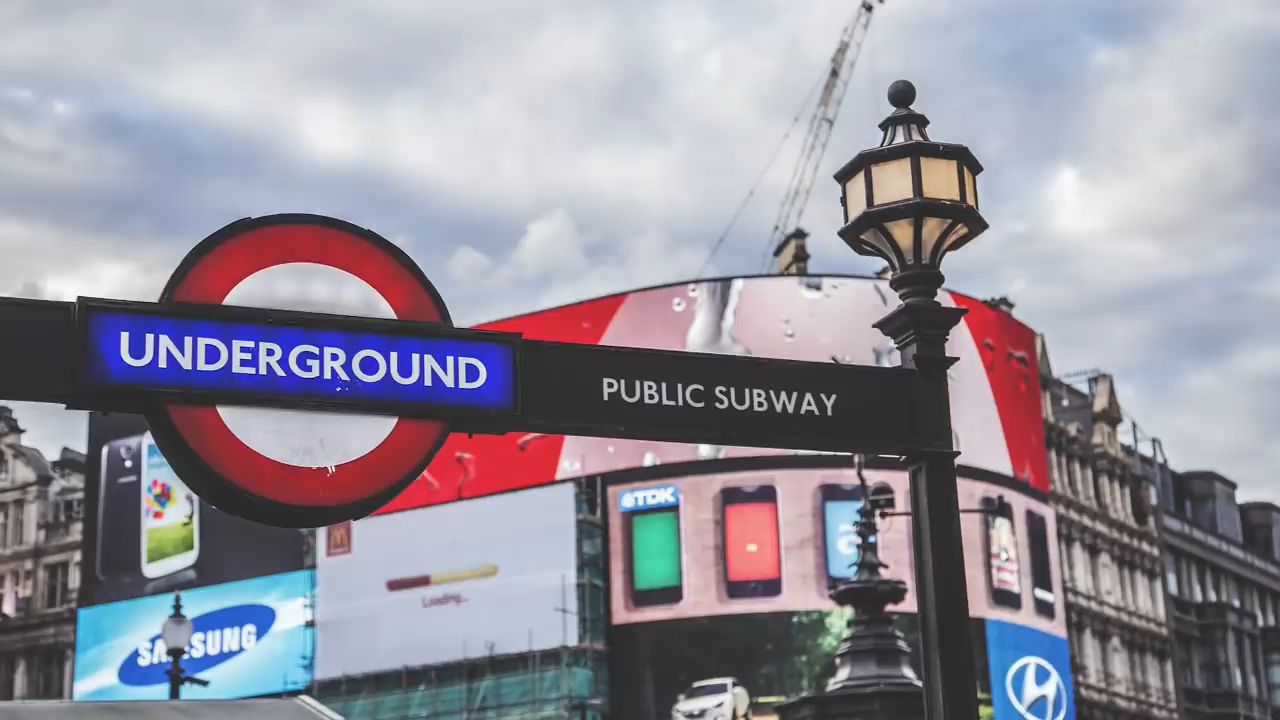 UNDERGROUND
PUBLIC SUBWAY
TDK
Loading...
SAMSUNG